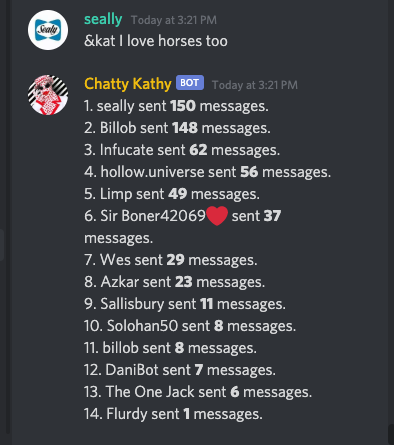 Sealy
seally Today at 3:21 PM
&kat I love horses too
Chatty Kathy BOT Today at 3:21 PM
1. seally sent 150 messages.
2. Billob sent 148 messages.
3. Infucate sent 62 messages.
4. hollow.universe sent 56 messages.
5. Limp sent 49 messages.
6. Sir Boner42069❤️ sent 37
messages.
7. Wes sent 29 messages.
8. Azkar sent 23 messages.
9. Sallisbury sent 11 messages.
10. Solohan50 sent 8 messages.
11. billob sent 8 messages.
12. DaniBot sent 7 messages.
13. The One Jack sent 6 messages.
14. Flurdy sent 1 messages.